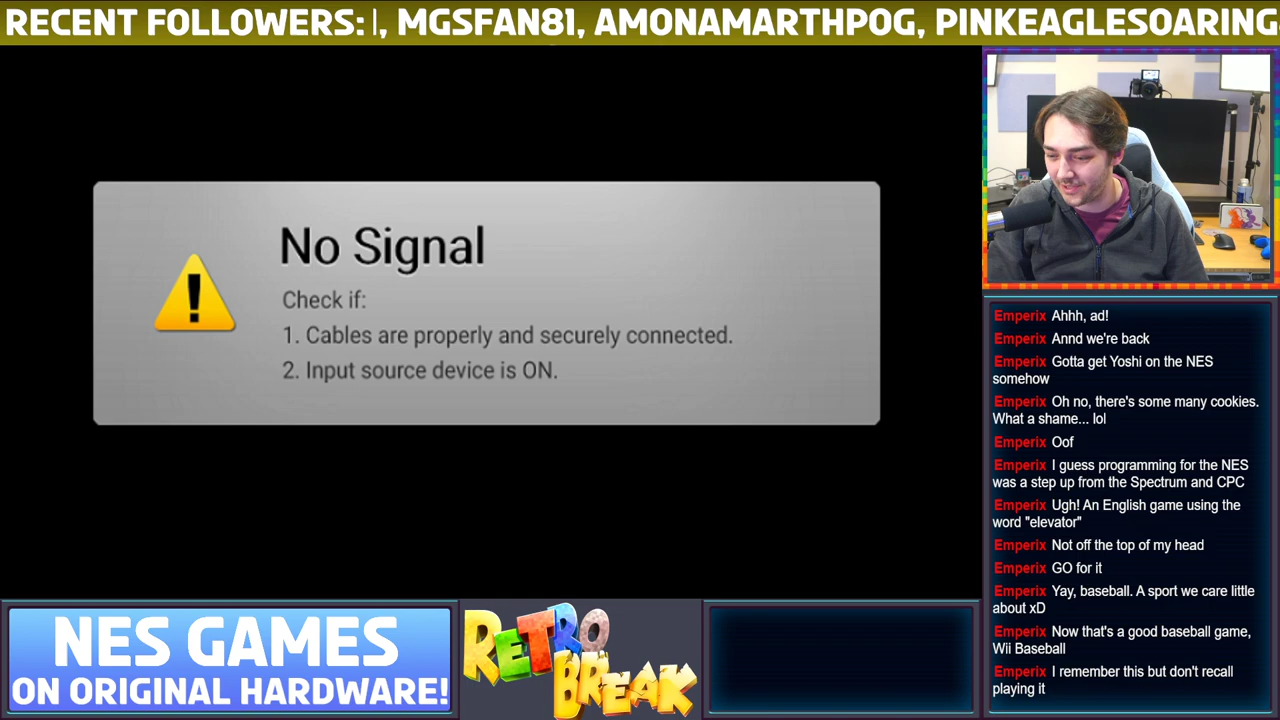 RECENT FOLLOWERS: , MGSFAN81, AMONAMARTHPOG, PINKEAGLESOARING
No Signal
Check if:
1. Cables are properly and securely connected.
2. Input source device is ON.
Emperix Ahhh, ad!
Emperix Annd we're back
Emperix Gotta get Yoshi on the NES
somehow
Emperix Oh no, there's some many cookies.
What a shame... lol
Emperix Oof
Emperix I guess programming for the NES
was a step up from the Spectrum and CPC
Emperix Ugh! An English game using the
word "elevator"
Emperix Not off the top of my head
Emperix GO for it
Emperix Yay, baseball. A sport we care little
about xD
Emperix Now that's a good baseball game,
Wii Baseball
Emperix I remember this but don't recall
playing it
NES GAMES
ON ORIGINAL HARDWARE!
RETRO
BREAK